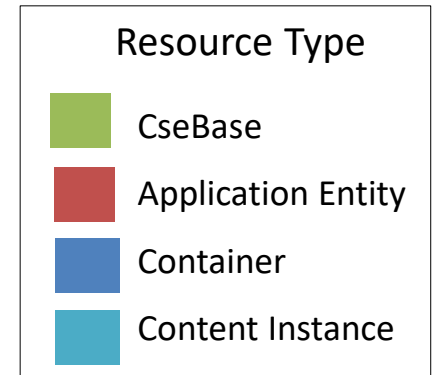 Resource Type
CseBase
Application Entity
Container
Content Instance